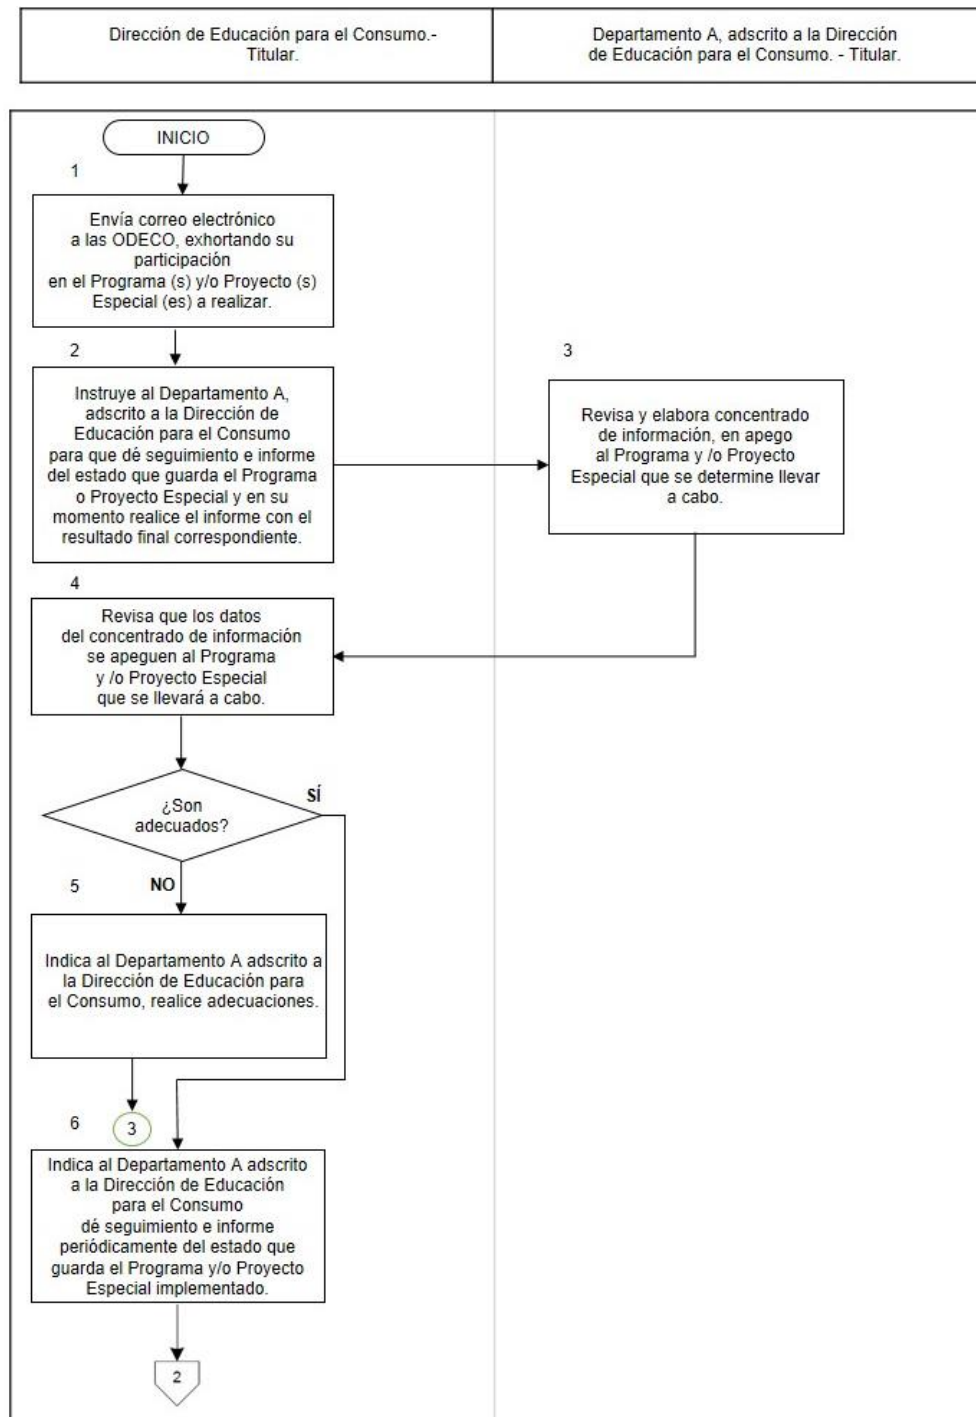 Dirección de Educación para el Consumo.-
Titular.
Departamento A, adscrito a la Dirección
de Educación para el Consumo. - Titular.
INICIO
1
Envía correo electrónico
a las ODECO, exhortando su
participación
en el Programa (s) y/o Proyecto (s)
Especial (es) a realizar.
2
Instruye al Departamento A,
adscrito a la Dirección de
Educación para el Consumo
para que dé seguimiento e informe
del estado que guarda el Programa
o Proyecto Especial y en su
momento realice el informe con el
resultado final correspondiente.
3
Revisa y elabora concentrado
de información, en apego
al Programa y /o Proyecto
Especial que se determine llevar
a cabo.
4
Revisa que los datos
del concentrado de información
se apeguen al Programa
y /o Proyecto Especial
que se llevará a cabo.
¿Son
adecuados?
SÍ
NO
5
Indica al Departamento A adscrito a
la Dirección de Educación para
el Consumo, realice adecuaciones.
3
6
Indica al Departamento A adscrito
a la Dirección de Educación
para el Consumo
dé seguimiento e informe
periódicamente del estado que
guarda el Programa y/o Proyecto
Especial implementado.
2